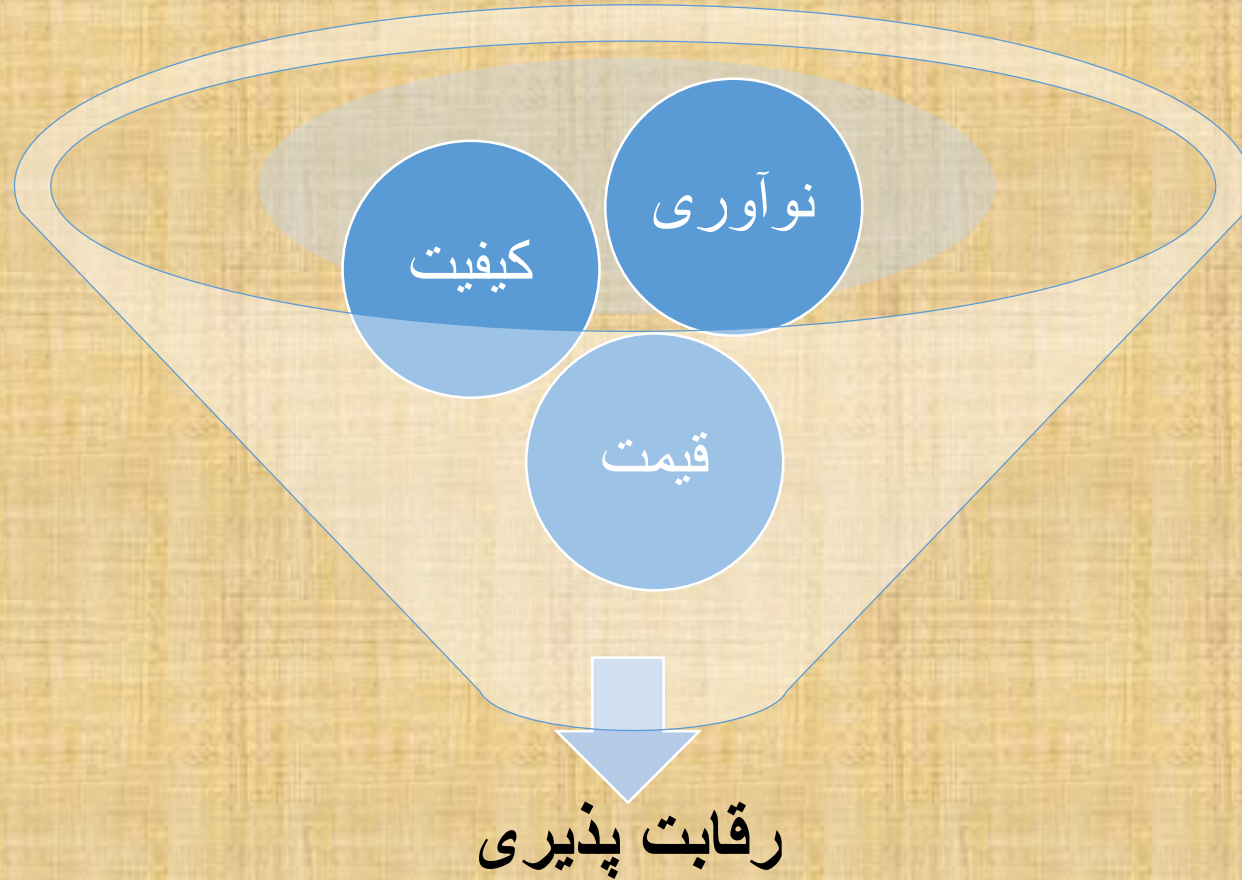 نوآوری
کیفیت
قیمت
رقابت پذیری